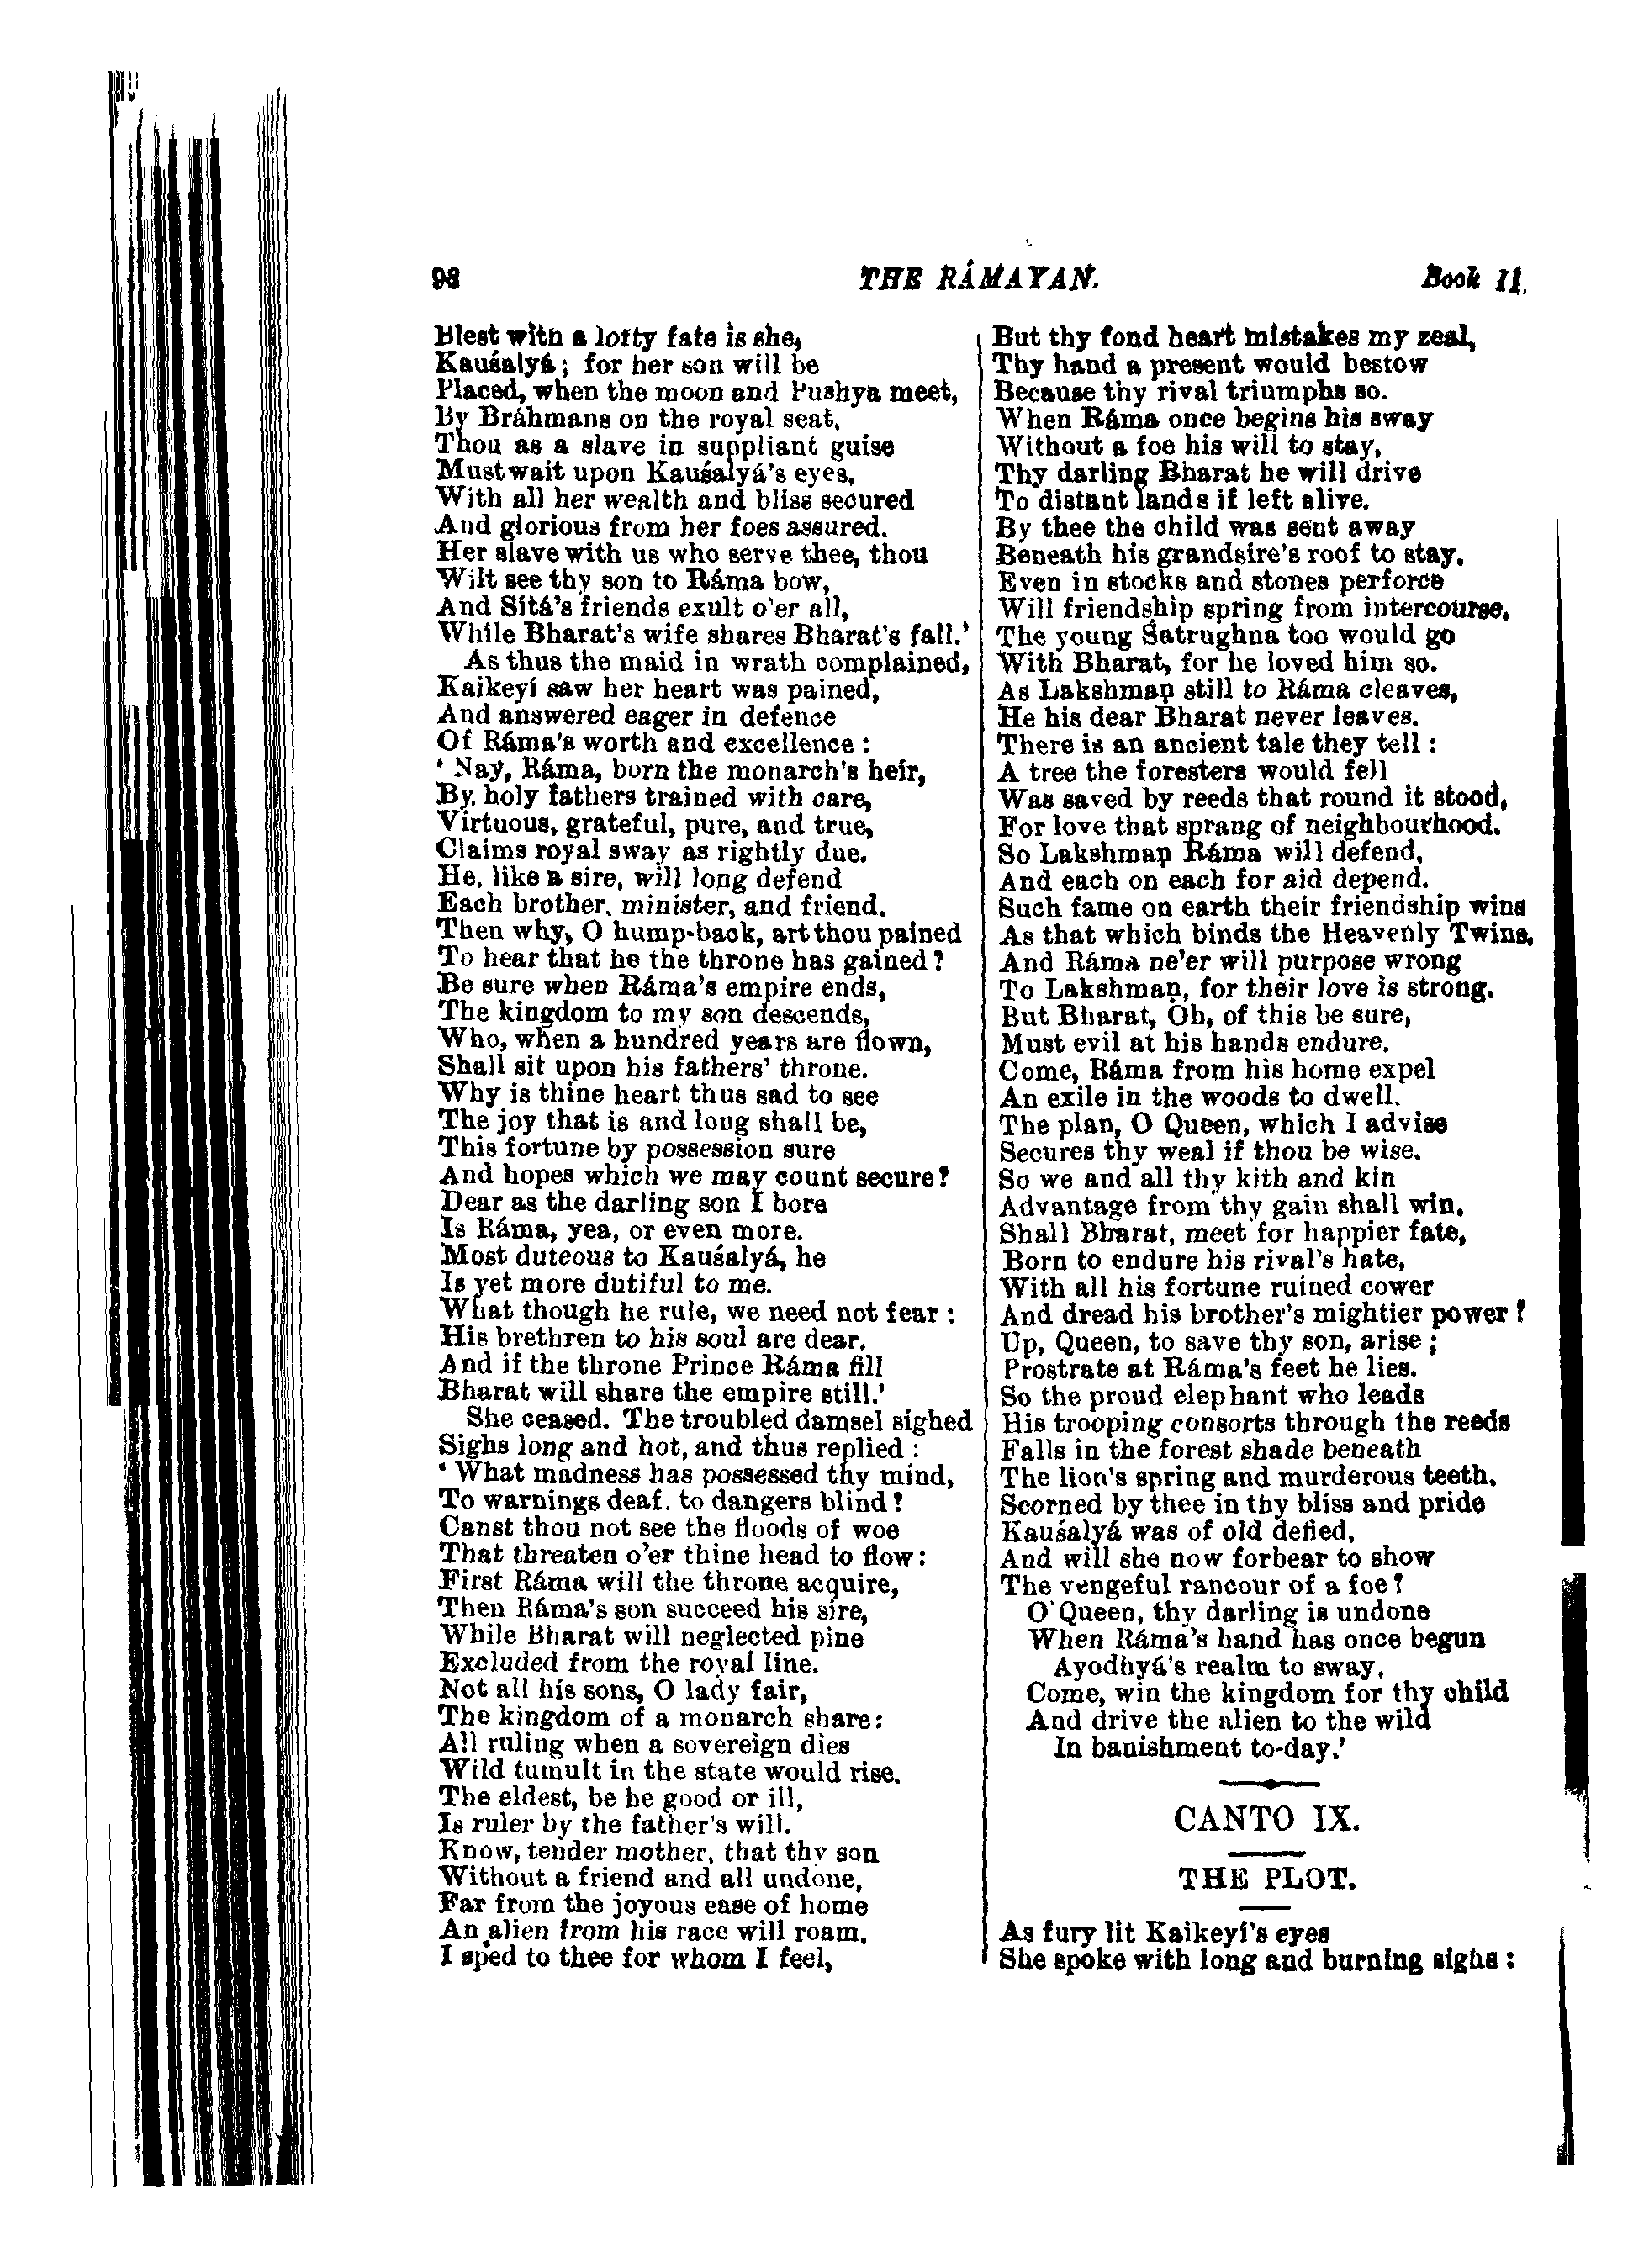 98 THE RÁMAYAN. Book II.
Blest with a lofty fate is she,
Kauśalyá; for her son will be
Placed, when the moon and Pushya meet,
By Bráhmans on the royal seat,
Thou as a slave in suppliant guise
Must wait upon Kauśalyá's eyes,
With all her wealth and bliss secured
And glorious from her foes assured.
Her slave with us who serve thee, thou
Wilt see thy son to Ráma bow,
And Sítá's friends exult o'er all,
While Bharat's wife shares Bharat's fall.'
As thus the maid in wrath complained,
Kaikeyí saw her heart was pained,
And answered eager in defence
Of Ráma's worth and excellence:
'Nay, Ráma, born the monarch's heir,
By holy fathers trained with care,
Virtuous, grateful, pure, and true,
Claims royal sway as rightly due.
He, like a sire, will long defend
Each brother, minister, and friend.
Then why, O hump-back, art thou pained
To hear that he the throne has gained?
Be sure when Ráma's empire ends,
The kingdom to my son descends,
Who, when a hundred years are flown,
Shall sit upon his fathers' throne.
Why is thine heart thus sad to see
The joy that is and long shall be,
This fortune by possession sure
And hopes which we may count secure?
Dear as the darling son I bore
Is Ráma, yea, or even more.
Most duteous to Kauśalyá, he
Is yet more dutiful to me.
What though he rule, we need not fear:
His brethren to his soul are dear.
And if the throne Prince Ráma fill
Bharat will share the empire still.'
She ceased. The troubled damsel sighed
Sighs long and hot, and thus replied:
'What madness has possessed thy mind,
To warnings deaf, to dangers blind?
Canst thou not see the floods of woe
That threaten o'er thine head to flow:
First Ráma will the throne acquire,
Then Ráma's son succeed his sire,
While Bharat will neglected pine
Excluded from the royal line.
Not all his sons, O lady fair,
The kingdom of a monarch share:
All ruling when a sovereign dies
Wild tumult in the state would rise.
The eldest, be he good or ill,
Is ruler by the father's will.
Know, tender mother, that thy son
Without a friend and all undone,
Far from the joyous ease of home
An alien from his race will roam.
I sped to thee for whom I feel,
But thy fond heart mistakes my zeal,
Thy hand a present would bestow
Because thy rival triumphs so.
When Ráma once begins his sway
Without a foe his will to stay,
Thy darling Bharat he will drive
To distant lands if left alive.
By thee the child was sent away
Beneath his grandsire's roof to stay.
Even in stocks and stones perforce
Will friendship spring from intercourse.
The young Śatrughna too would go
With Bharat, for he loved him so.
As Lakshmaṇ still to Ráma cleaves,
He his dear Bharat never leaves.
There is an ancient tale they tell:
A tree the foresters would fell
Was saved by reeds that round it stood,
For love that sprang of neighbourhood.
So Lakshmaṇ Ráma will defend,
And each on each for aid depend.
Such fame on earth their friendship wins
As that which binds the Heavenly Twins.
And Ráma ne'er will purpose wrong
To Lakshmaṇ, for their love is strong.
But Bharat, Oh, of this be sure,
Must evil at his hands endure.
Come, Ráma from his home expel
An exile in the woods to dwell.
The plan, O Queen, which I advise
Secures thy weal if thou be wise.
So we and all thy kith and kin
Advantage from thy gain shall win.
Shall Bharat, meet for happier fate,
Born to endure his rival's hate,
With all his fortune ruined cower
And dread his brother's mightier power?
Up, Queen, to save thy son, arise;
Prostrate at Ráma's feet he lies.
So the proud elephant who leads
His trooping consorts through the reeds
Falls in the forest shade beneath
The lion's spring and murderous teeth.
Scorned by thee in thy bliss and pride
Kauśalyá was of old defied,
And will she now forbear to show
The vengeful rancour of a foe?
O Queen, thy darling is undone
When Ráma's hand has once begun
Ayodhyá's realm to sway,
Come, win the kingdom for thy child
And drive the alien to the wild
In banishment to-day.'
CANTO IX.
THE PLOT.
As fury lit Kaikeyí's eyes
She spoke with long and burning sighs: